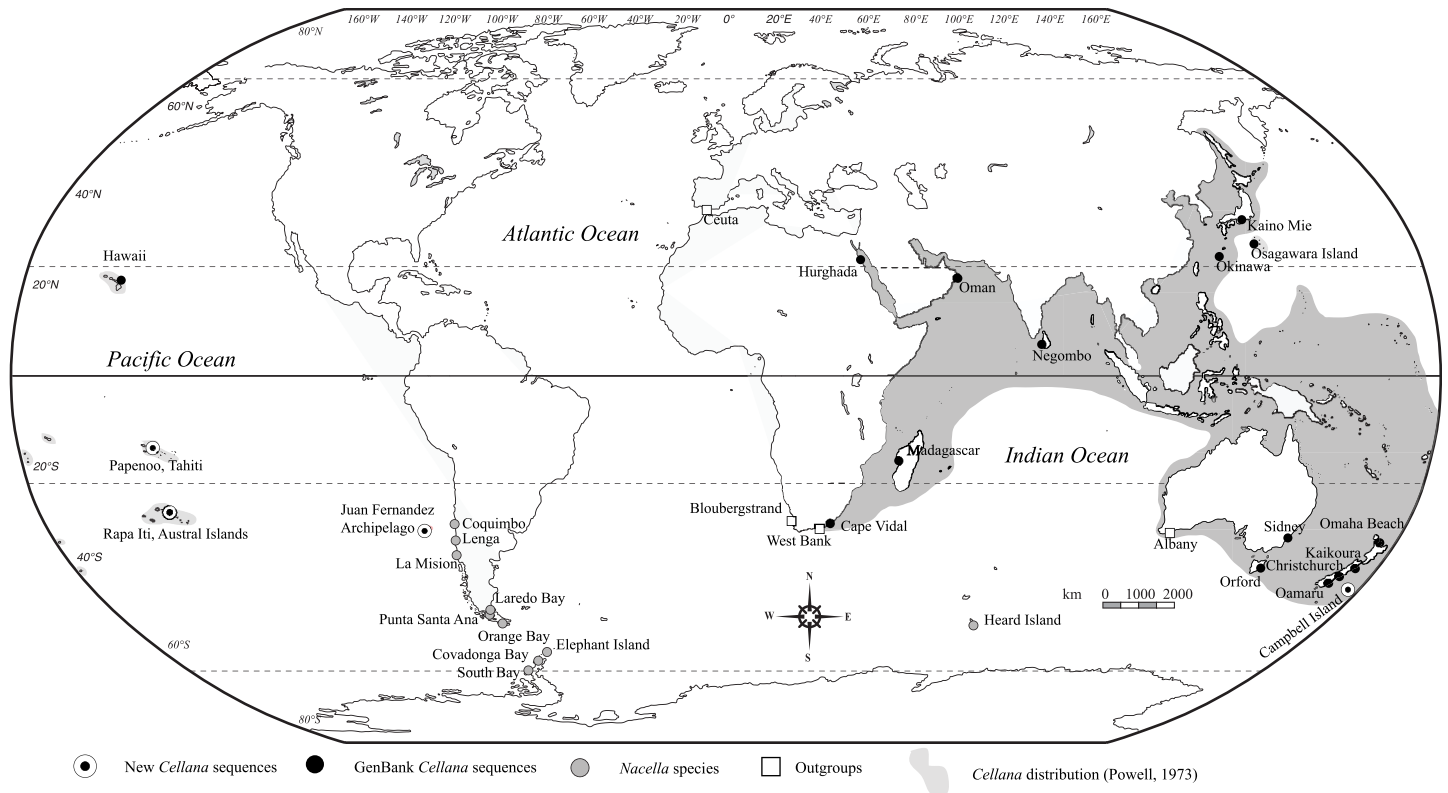 160°W 140°W 120°W 100°W 80°W 60°W 40°W 20°W 0° 20°E 40°E 60°E 80°E 100°E 120°E 140°E 160°E
80°N
60°N
40°N
20°N
20°S
40°S
60°S
80°S
Atlantic Ocean
Pacific Ocean
Indian Ocean
Hawaii
Ceuta
Hurghada
Oman
Negombo
Kaino Mie
Osagawara Island
Okinawa
Papenoo, Tahiti
Rapa Iti, Austral Islands
Juan Fernandez
Archipelago
Coquimbo
Lenga
La Mision
Laredo Bay
Punta Santa Ana
Orange Bay
Elephant Island
Covadonga Bay
South Bay
Madagascar
Bloubergstrand
West Bank
Cape Vidal
Albany
Sidney
Omaha Beach
Kaikoura
Christchurch
Orford
Oamaru
Campbell Island
Heard Island
N
W E
S
km 0 1000 2000
New Cellana sequences
GenBank Cellana sequences
Nacella species
Outgroups
Cellana distribution (Powell, 1973)